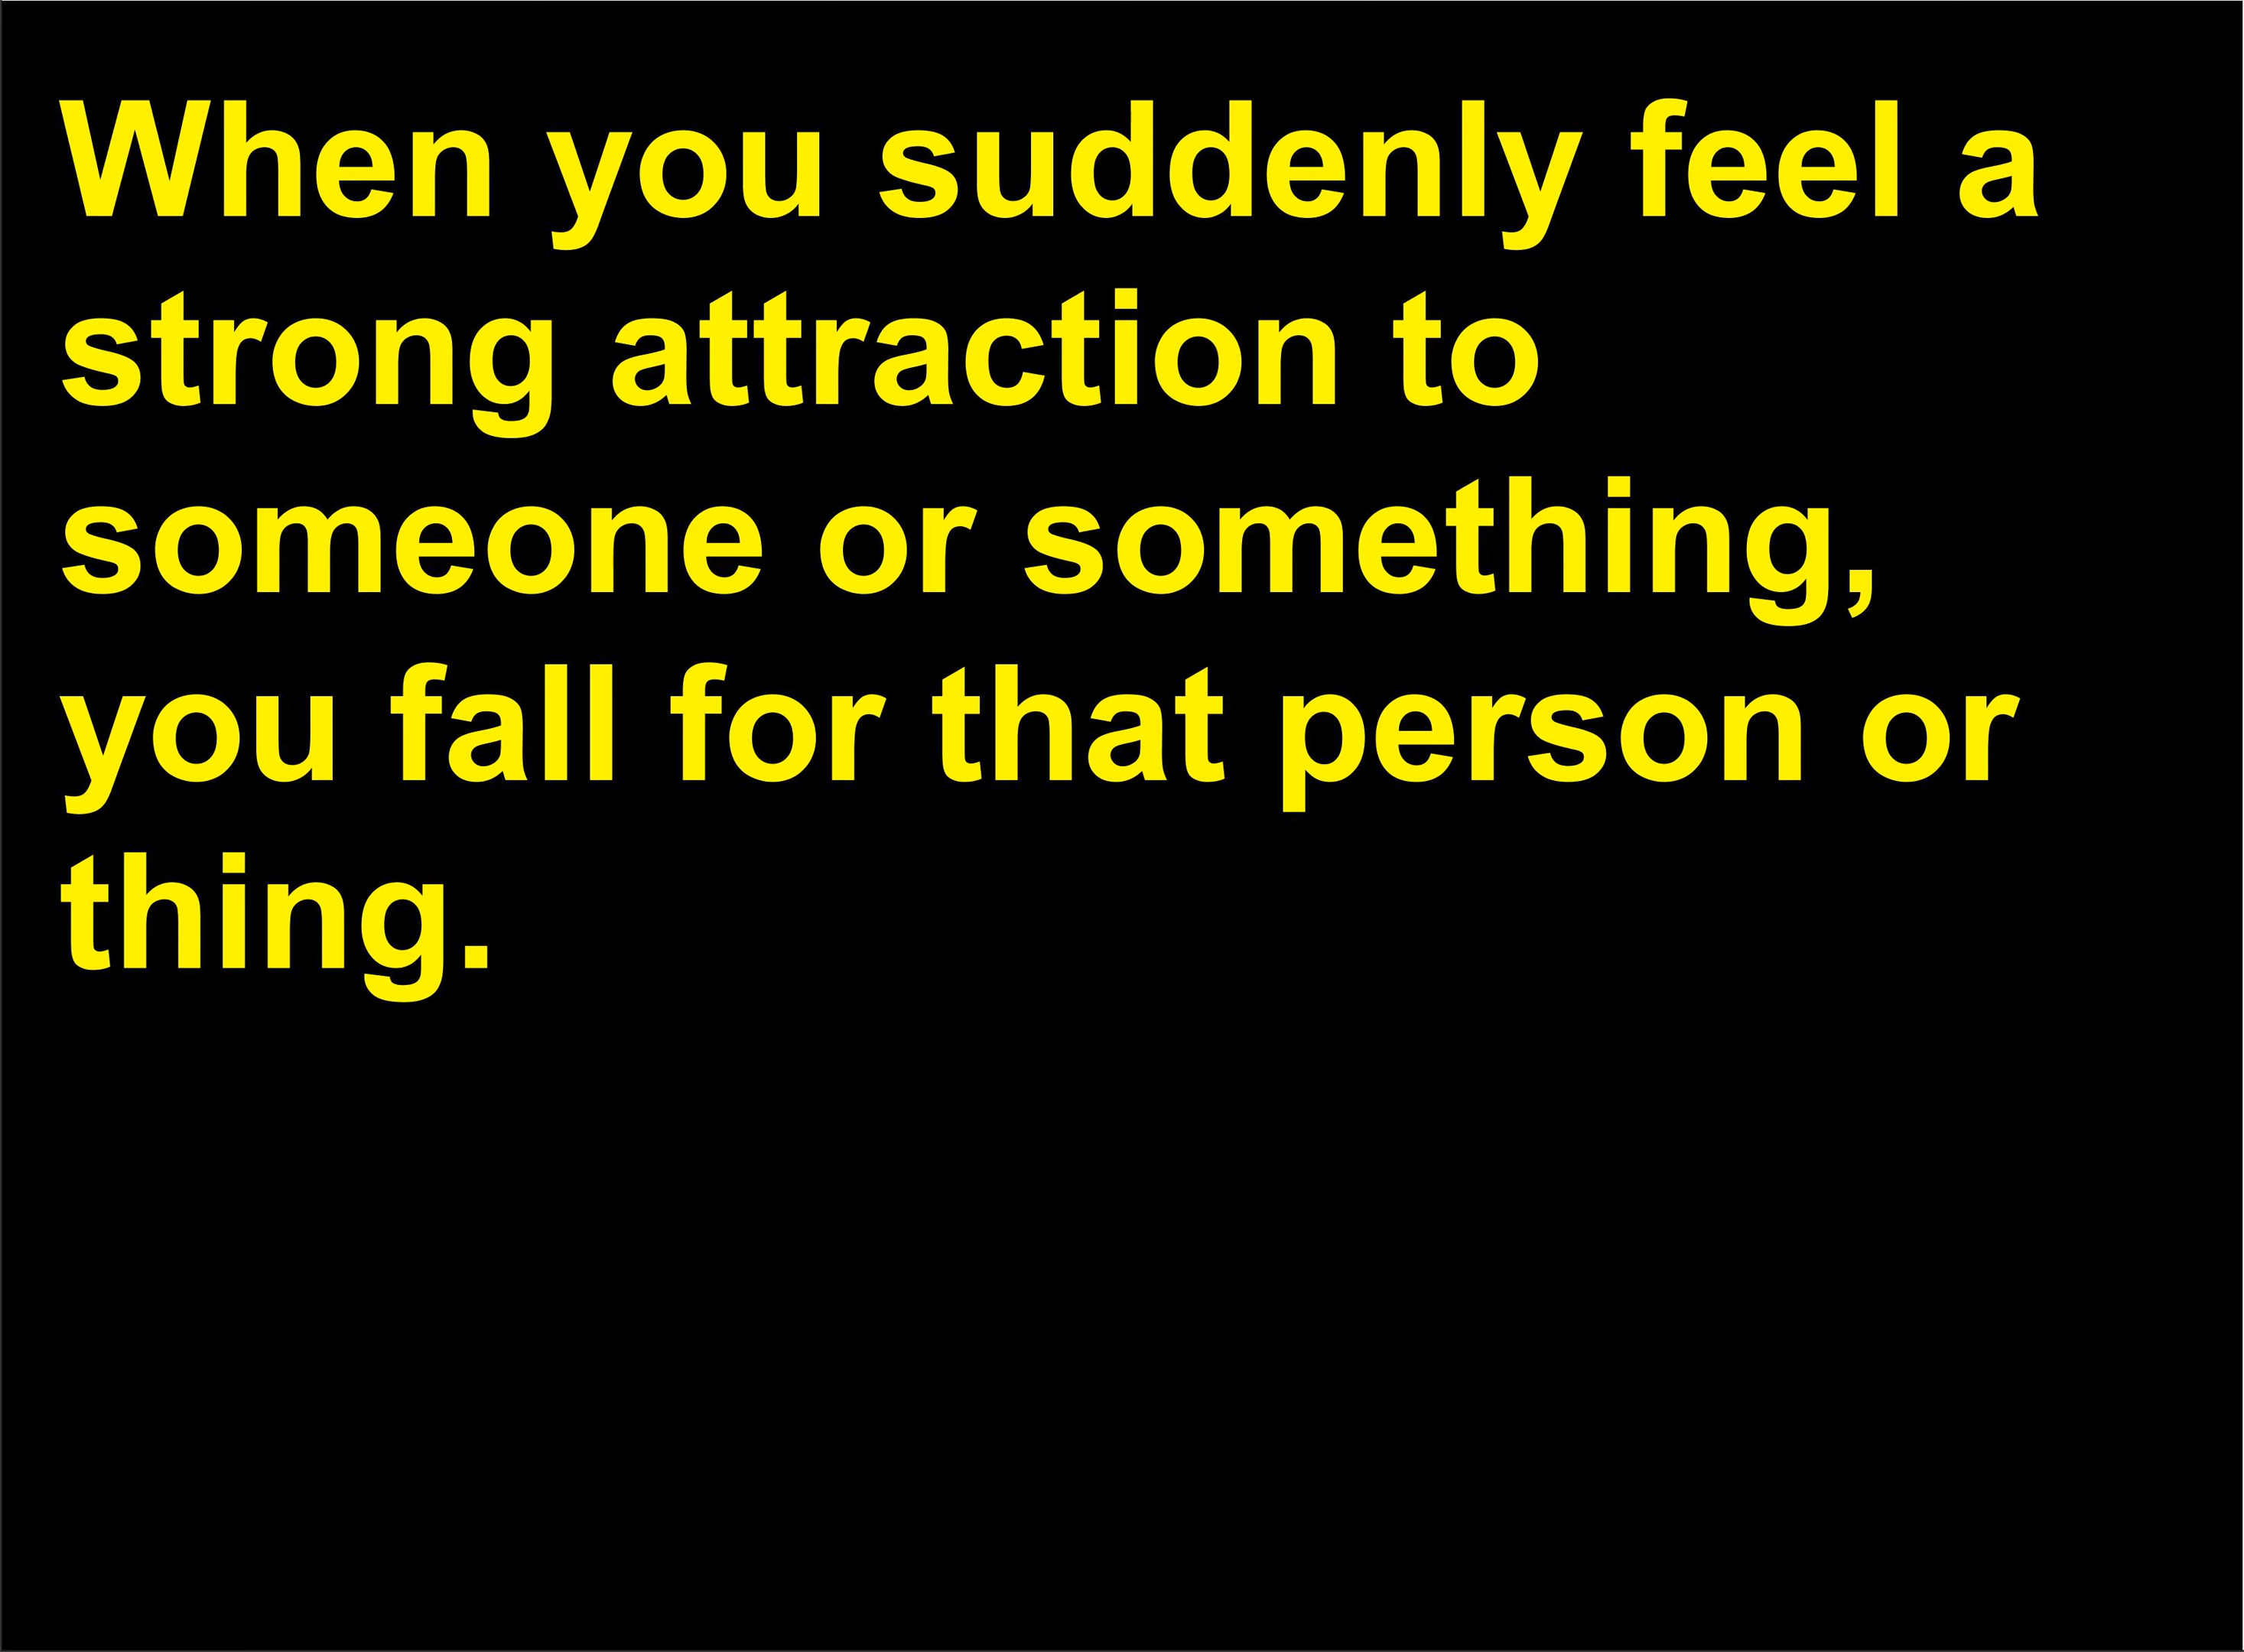 When you suddenly feel a
strong attraction to
someone or something,
you fall for that person or
thing.